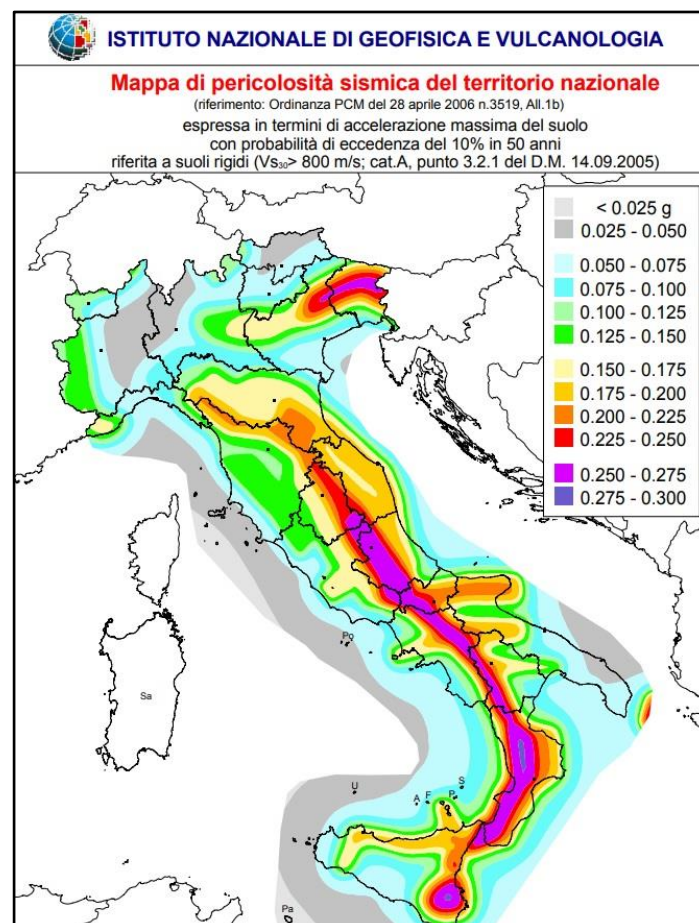 ISTITUTO NAZIONALE DI GEOFISICA E VULCANOLOGIA
Mappa di pericolosità sismica del territorio nazionale
(riferimento: Ordinanza PCM del 28 aprile 2006 n.3519, All.1b)
espressa in termini di accelerazione massima del suolo
con probabilità di eccedenza del 10% in 50 anni
riferita a suoli rigidi (Vs₃₀> 800 m/s; cat.A, punto 3.2.1 del D.M. 14.09.2005)
< 0.025 g
0.025 - 0.050
0.050 - 0.075
0.075 - 0.100
0.100 - 0.125
0.125 - 0.150
0.150 - 0.175
0.175 - 0.200
0.200 - 0.225
0.225 - 0.250
0.250 - 0.275
0.275 - 0.300
Po
Sa
U
A
F
P
S
Pa